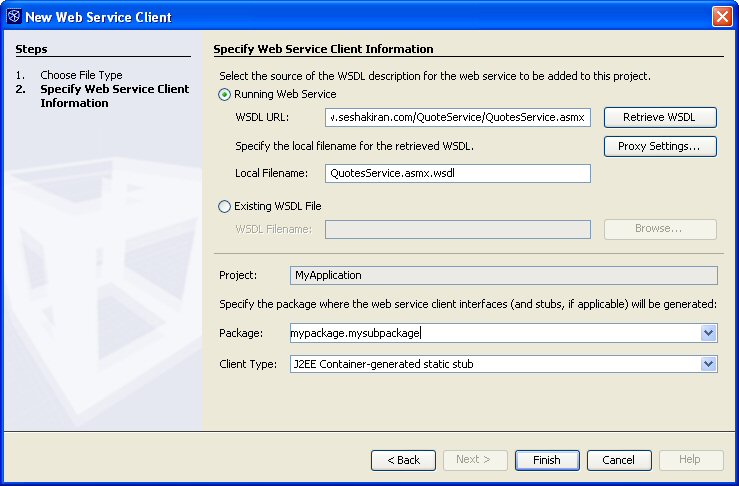 New Web Service Client
Steps
1. Choose File Type
2. Specify Web Service Client
Information
Specify Web Service Client Information
Select the source of the WSDL description for the web service to be added to this project.
Running Web Service
WSDL URL: w.seshakiran.com/QuoteService/QuotesService.asmx Retrieve WSDL
Specify the local filename for the retrieved WSDL. Proxy Settings...
Local Filename: QuotesService.asmx.wsdl
Existing WSDL File
WSDL Filename: Browse...
Project: MyApplication
Specify the package where the web service client interfaces (and stubs, if applicable) will be generated:
Package: mypackage.mysubpackage
Client Type: J2EE Container-generated static stub
< Back Next > Finish Cancel Help